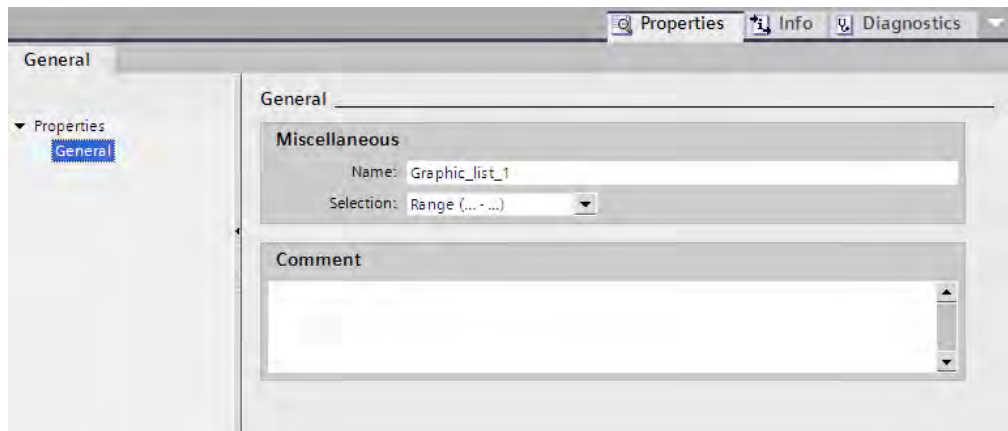 Properties Info Diagnostics
General
General
Properties
General
Miscellaneous
Name: Graphic_list_1
Selection: Range (... - ...)
Comment